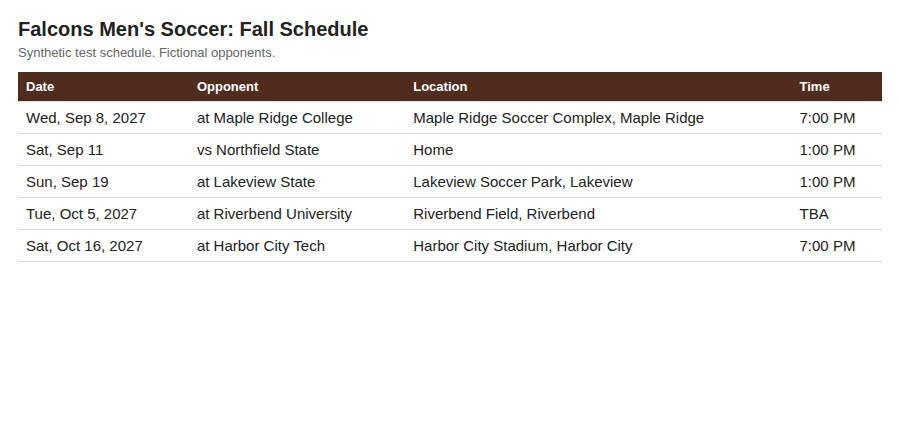 Falcons Men's Soccer: Fall Schedule
Synthetic test schedule. Fictional opponents.
Date Opponent Location Time
Wed, Sep 8, 2027 at Maple Ridge College Maple Ridge Soccer Complex, Maple Ridge 7:00 PM
Sat, Sep 11 vs Northfield State Home 1:00 PM
Sun, Sep 19 at Lakeview State Lakeview Soccer Park, Lakeview 1:00 PM
Tue, Oct 5, 2027 at Riverbend University Riverbend Field, Riverbend TBA
Sat, Oct 16, 2027 at Harbor City Tech Harbor City Stadium, Harbor City 7:00 PM